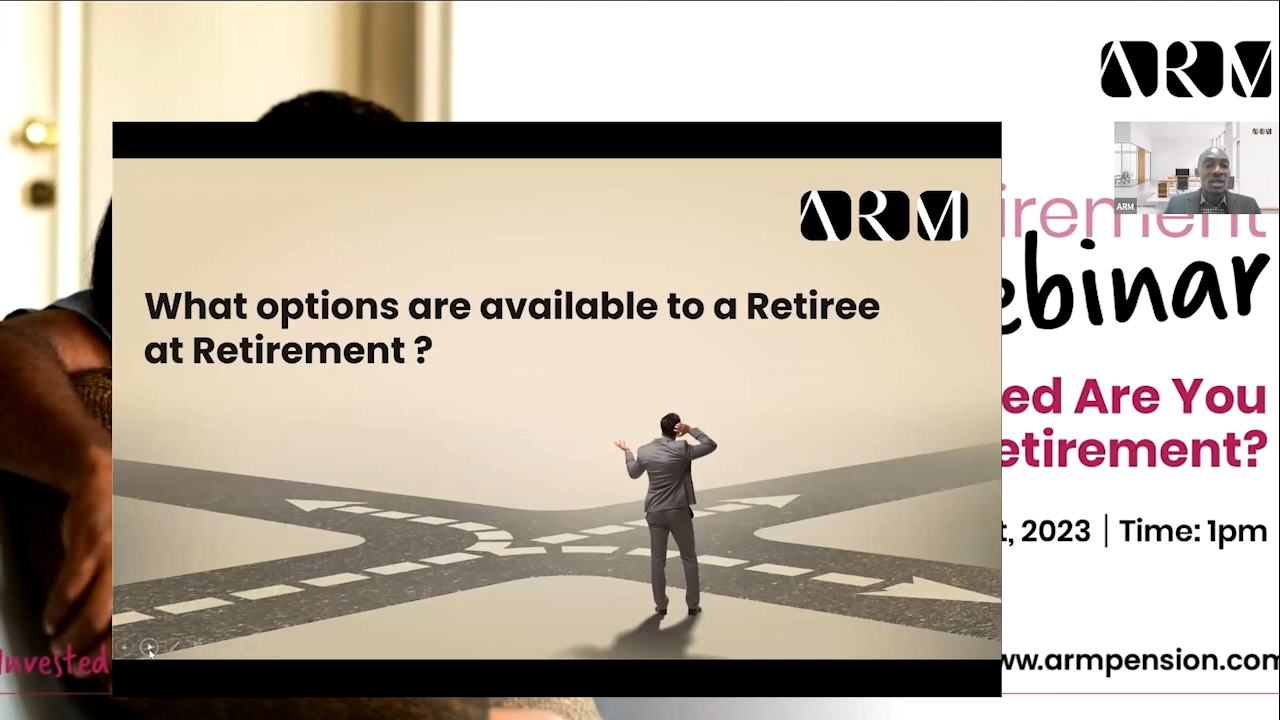 ARM
ARM
ARM
irement
ebinar
What options are available to a Retiree
at Retirement ?
ed Are You
etirement?
t, 2023 | Time: 1pm
Invested
ww.armpension.com